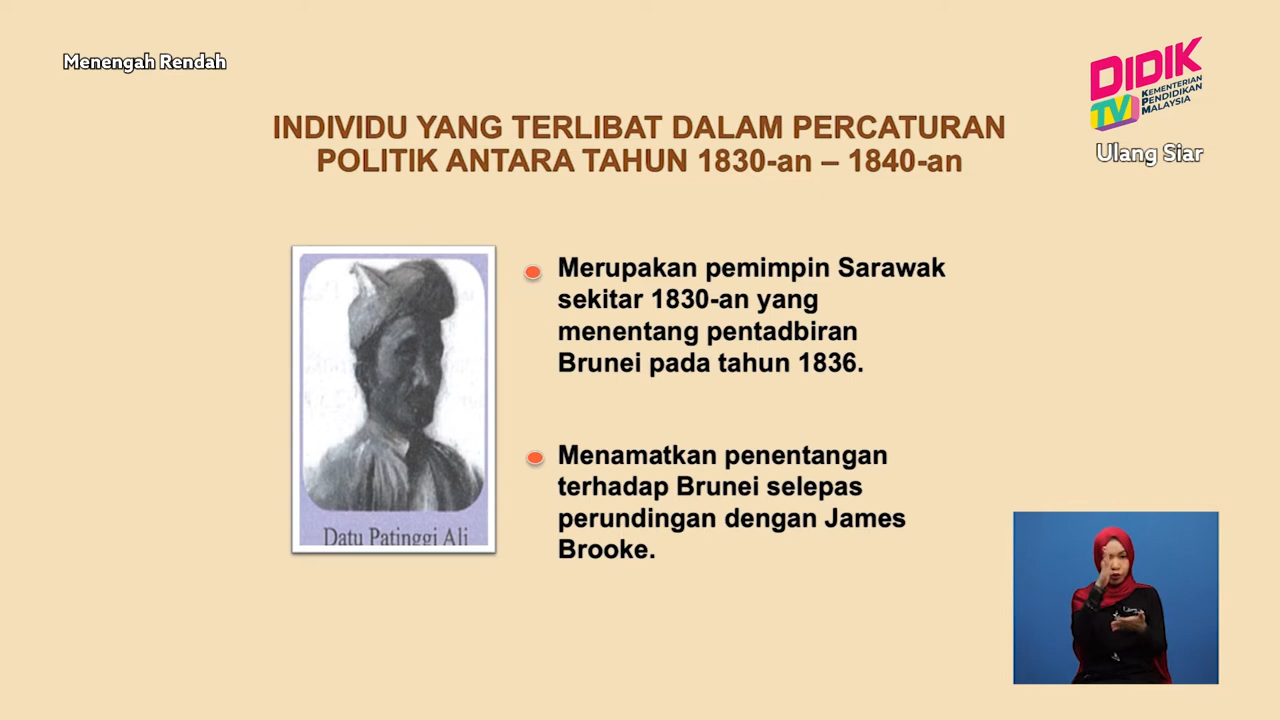 Menengah Rendah
DIDIK
TV
KEMENTERIAN
PENDIDIKAN
MALAYSIA
Ulang Siar
INDIVIDU YANG TERLIBAT DALAM PERCATURAN
POLITIK ANTARA TAHUN 1830-an – 1840-an
Merupakan pemimpin Sarawak
sekitar 1830-an yang
menentang pentadbiran
Brunei pada tahun 1836.
Menamatkan penentangan
terhadap Brunei selepas
perundingan dengan James
Brooke.
Datu Patinggi Ali